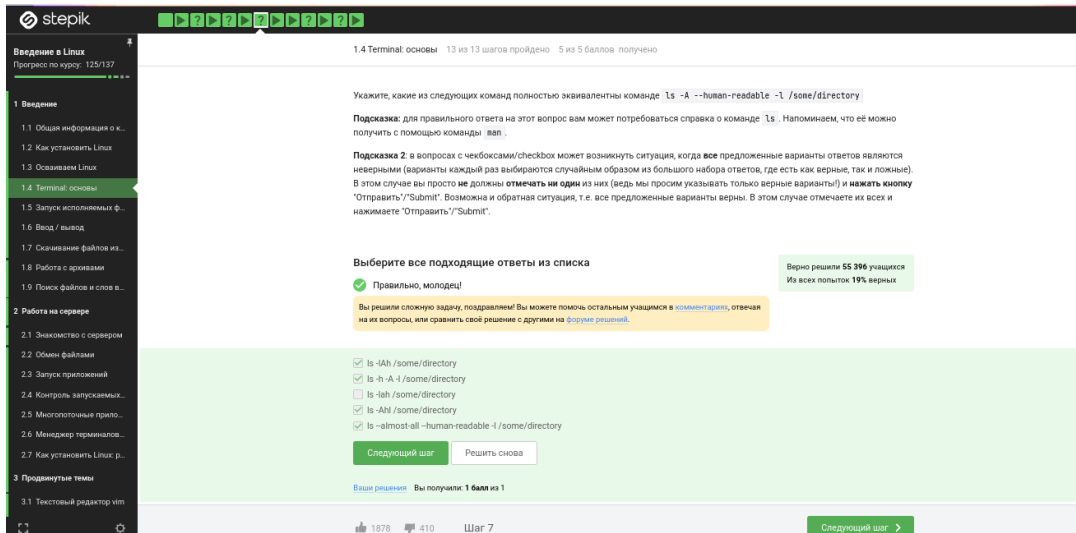 stepik
Введение в Linux
Прогресс по курсу: 125/137
1 Введение
1.1 Общая информация о к...
1.2 Как установить Linux
1.3 Осваиваем Linux
1.4 Terminal: основы
1.5 Запуск исполняемых ф...
1.6 Ввод / вывод
1.7 Скачивание файлов из...
1.8 Работа с архивами
1.9 Поиск файлов и слов в...
2 Работа на сервере
2.1 Знакомство с сервером
2.2 Обмен файлами
2.3 Запуск приложений
2.4 Контроль запускаемых...
2.5 Многопоточные прило...
2.6 Менеджер терминалов...
2.7 Как установить Linux: р...
3 Продвинутые темы
3.1 Текстовый редактор vim
1.4 Terminal: основы 13 из 13 шагов пройдено 5 из 5 баллов получено
Укажите, какие из следующих команд полностью эквивалентны команде ls -A --human-readable -l /some/directory
Подсказка: для правильного ответа на этот вопрос вам может потребоваться справка о команде ls . Напоминаем, что её можно
получить с помощью команды man .
Подсказка 2: в вопросах с чекбоксами/checkbox может возникнуть ситуация, когда все предложенные варианты ответов являются
неверными (варианты каждый раз выбираются случайным образом из большого набора ответов, где есть как верные, так и ложные).
В этом случае вы просто не должны отмечать ни один из них (ведь мы просим указывать только верные варианты!) и нажать кнопку
"Отправить"/"Submit". Возможна и обратная ситуация, т.е. все предложенные варианты верны. В этом случае отмечаете их всех и
нажимаете "Отправить"/"Submit".
Выберите все подходящие ответы из списка
Правильно, молодец!
Верно решили 55 396 учащихся
Из всех попыток 19% верных
Вы решили сложную задачу, поздравляем! Вы можете помочь остальным учащимся в комментариях, отвечая
на их вопросы, или сравнить своё решение с другими на форуме решений.
ls -lAh /some/directory
ls -h -A -l /some/directory
ls -lah /some/directory
ls -Ahl /some/directory
ls --almost-all --human-readable -l /some/directory
Следующий шаг
Решить снова
Ваши решения Вы получили: 1 балл из 1
1878 410 Шаг 7
Следующий шаг